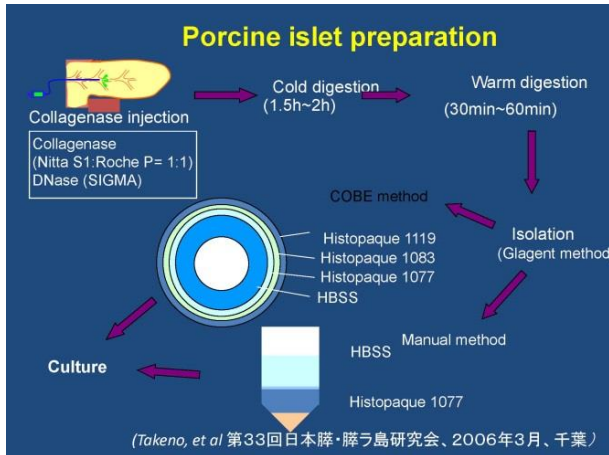 Porcine islet preparation
Collagenase injection
Cold digestion
(1.5h~2h)
Warm digestion
(30min~60min)
Collagenase
(Nitta S1:Roche P= 1:1)
DNase (SIGMA)
COBE method
Isolation
(Glagent method)
Histopaque 1119
Histopaque 1083
Histopaque 1077
HBSS
Manual method
HBSS
Histopaque 1077
Culture
(Takeno, et al 第33回日本膵・膵ラ島研究会、2006年3月、千葉）